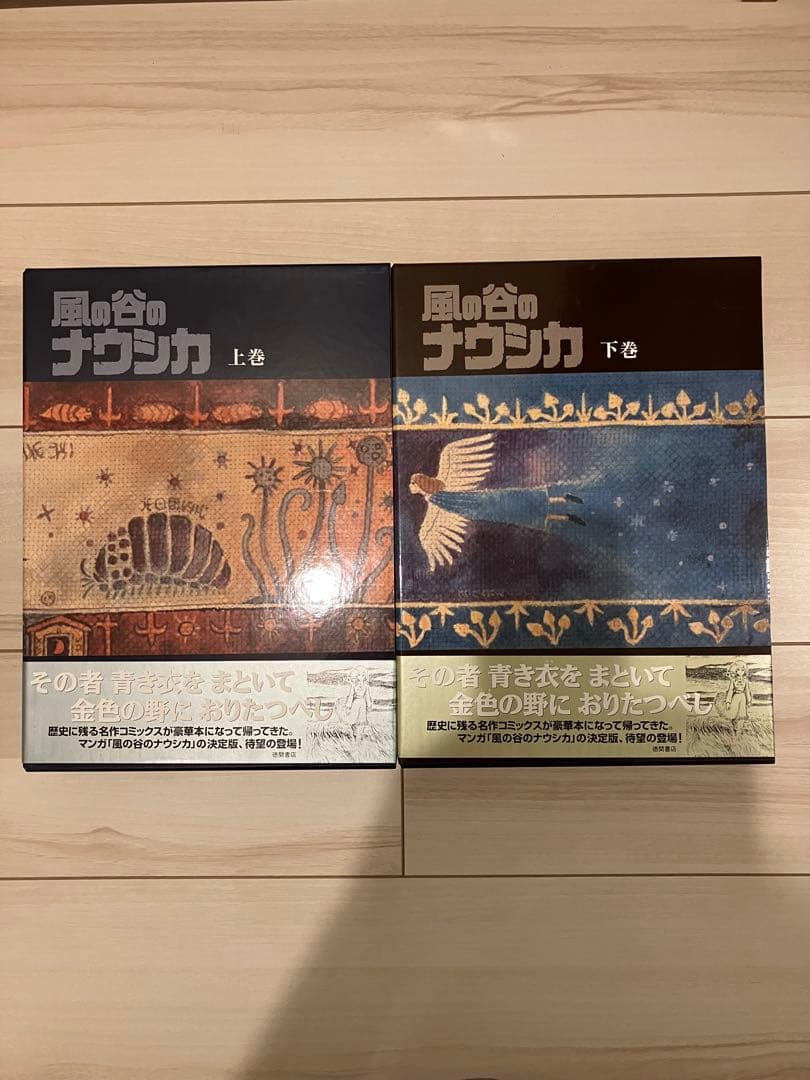 風の谷の
ナウシカ 上巻
その者 青き衣を まといて
金色の野に おりたつべし
歴史に残る名作コミックスが豪華本になって帰ってきた。
マンガ「風の谷のナウシカ」の決定版、待望の登場!
徳間書店
風の谷の
ナウシカ 下巻
その者 青き衣を まといて
金色の野に おりたつべし
歴史に残る名作コミックスが豪華本になって帰ってきた。
マンガ「風の谷のナウシカ」の決定版、待望の登場!
徳間書店